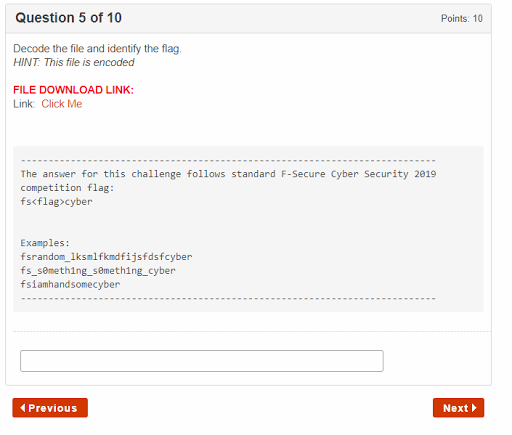 Question 5 of 10
Points: 10
Decode the file and identify the flag.
HINT: This file is encoded
FILE DOWNLOAD LINK:
Link: Click Me
------------------------------------------------------------------------
The answer for this challenge follows standard F-Secure Cyber Security 2019
competition flag:
fs<flag>cyber
Examples:
fsrandom_lksmlfkmdfijsfdsfcyber
fs_s0meth1ng_s0meth1ng_cyber
fsiamhandsomecyber
------------------------------------------------------------------------
Previous
Next